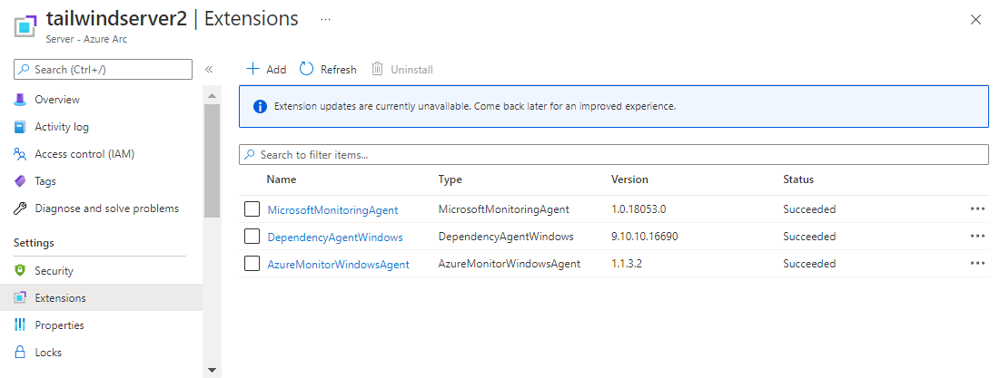 tailwindserver2 | Extensions ...
Server - Azure Arc
Search (Ctrl+/) «
Overview
Activity log
Access control (IAM)
Tags
Diagnose and solve problems
Settings
Security
Extensions
Properties
Locks
Add Refresh Uninstall
Extension updates are currently unavailable. Come back later for an improved experience.
Search to filter items...
Name Type Version Status
MicrosoftMonitoringAgent MicrosoftMonitoringAgent 1.0.18053.0 Succeeded ...
DependencyAgentWindows DependencyAgentWindows 9.10.10.16690 Succeeded ...
AzureMonitorWindowsAgent AzureMonitorWindowsAgent 1.1.3.2 Succeeded ...